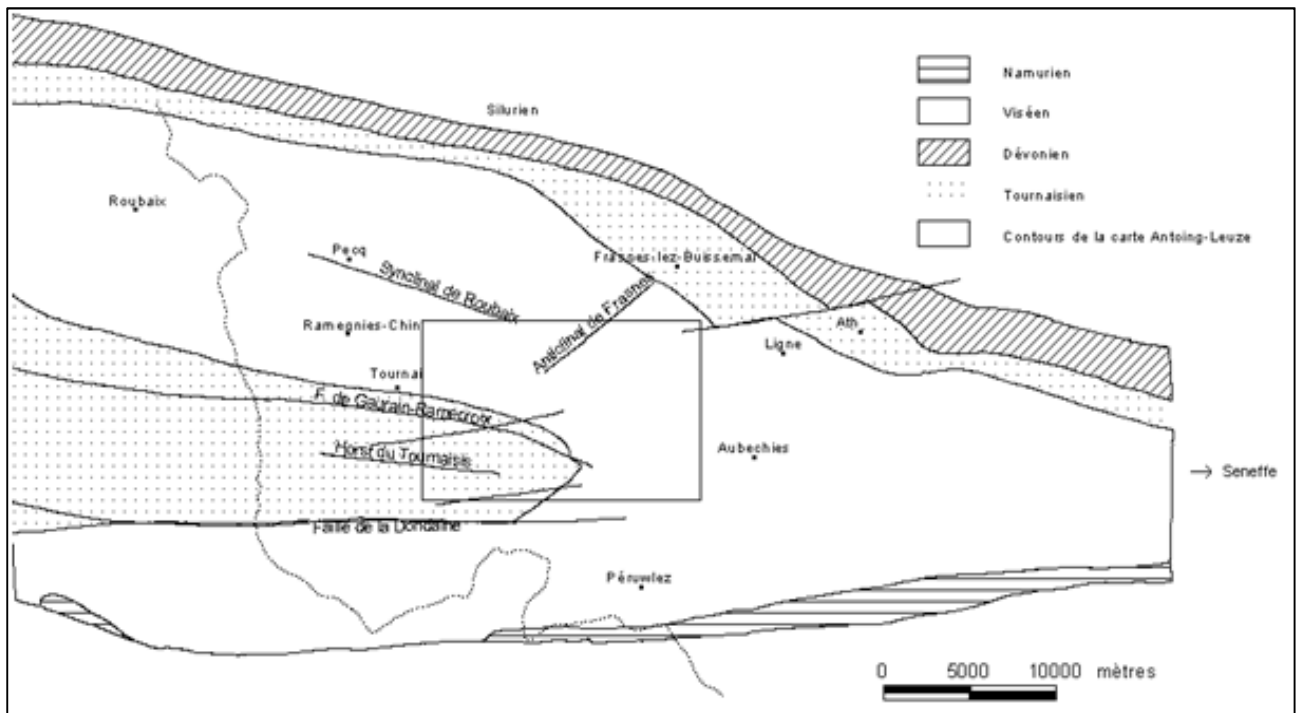 Namurien
Silurien
Viséen
Dévonien
Roubaix
Tournaisien
Contours de la carte Antoing-Leuze
Pecq
Frasnes-lez-Buissenal
Synclinal de Roubaix
Anticlinal de Frasnes
Ramegnies-Chin
Ath
Ligne
Tournai
F. de Gaurain-Ramecroix
Horst du Tournaisis
Aubechies
→ Seneffe
Faille de la Dondaine
Péruwlez
0 5000 10000 mètres